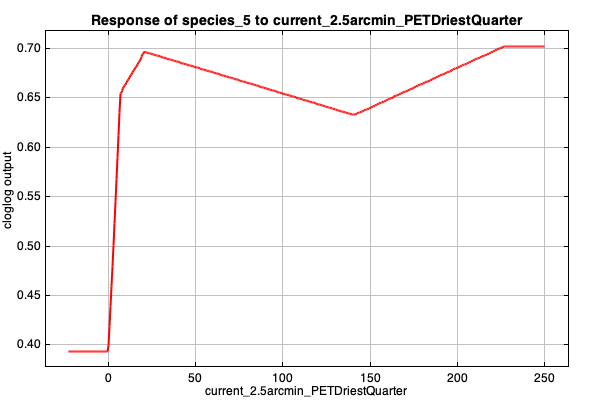 Response of species_5 to current_2.5arcmin_PETDriestQuarter
cloglog output
0.70
0.65
0.60
0.55
0.50
0.45
0.40
0 50 100 150 200 250
current_2.5arcmin_PETDriestQuarter